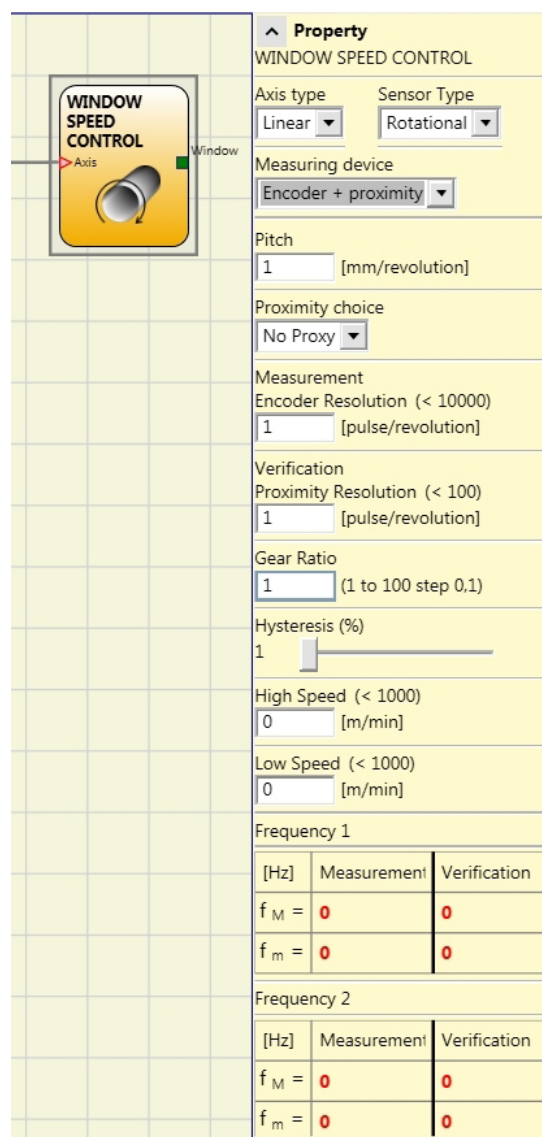 WINDOW
SPEED
CONTROL
Axis
Window
Property
WINDOW SPEED CONTROL
Axis type Sensor Type
Linear Rotational
Measuring device
Encoder + proximity
Pitch
1 [mm/revolution]
Proximity choice
No Proxy
Measurement
Encoder Resolution (< 10000)
1 [pulse/revolution]
Verification
Proximity Resolution (< 100)
1 [pulse/revolution]
Gear Ratio
1 (1 to 100 step 0,1)
Hysteresis (%)
1
High Speed (< 1000)
0 [m/min]
Low Speed (< 1000)
0 [m/min]
Frequency 1
[Hz] Measurement Verification
f M = 0 0
f m = 0 0
Frequency 2
[Hz] Measurement Verification
f M = 0 0
f m = 0 0